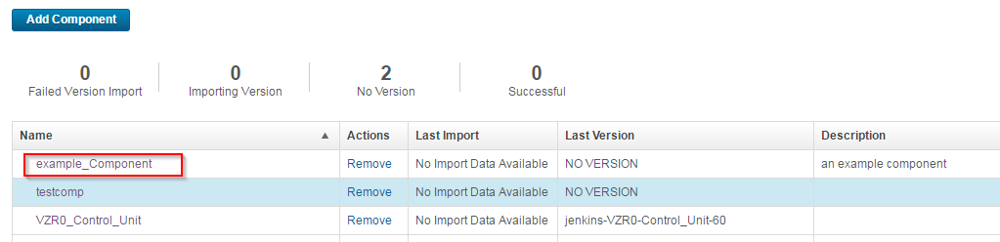 Add Component
0 0 2 0
Failed Version Import Importing Version No Version Successful
Name Actions Last Import Last Version Description
example_Component Remove No Import Data Available NO VERSION an example component
testcomp Remove No Import Data Available NO VERSION
VZR0_Control_Unit Remove No Import Data Available jenkins-VZR0-Control_Unit-60